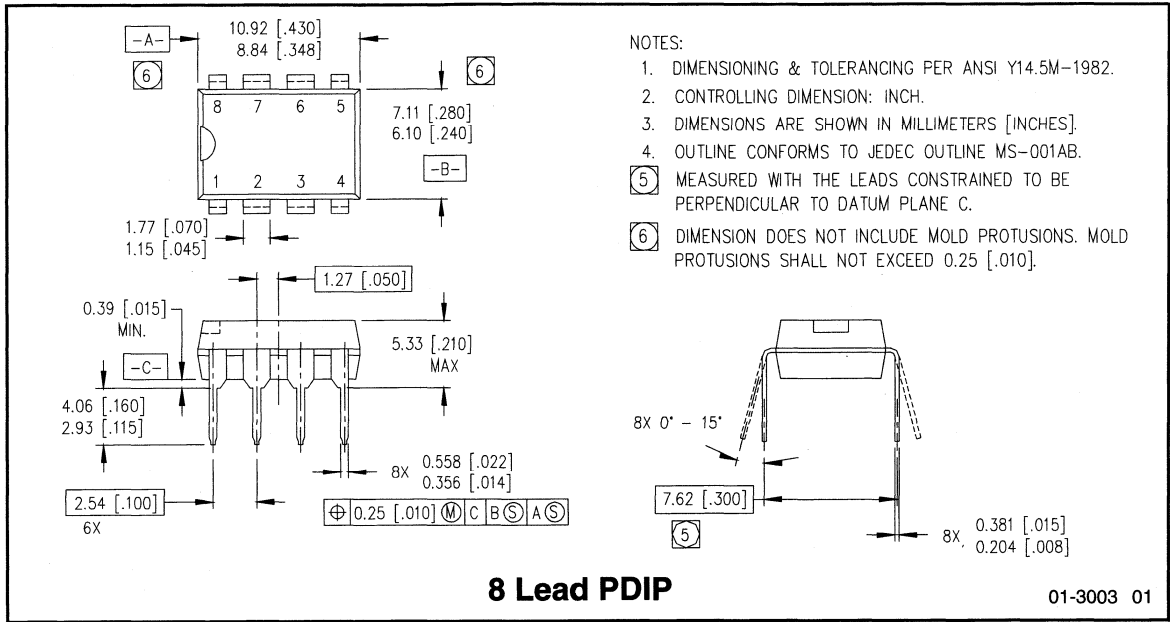 -A-
10.92 [.430]
8.84 [.348]
6
6
8 7 6 5
1 2 3 4
7.11 [.280]
6.10 [.240]
-B-
1.77 [.070]
1.15 [.045]
1.27 [.050]
0.39 [.015]
MIN.
-C-
5.33 [.210]
MAX
4.06 [.160]
2.93 [.115]
8X 0.558 [.022]
0.356 [.014]
2.54 [.100]
6X
⌖ 0.25 [.010] Ⓜ C B Ⓢ A Ⓢ
NOTES:
1. DIMENSIONING & TOLERANCING PER ANSI Y14.5M-1982.
2. CONTROLLING DIMENSION: INCH.
3. DIMENSIONS ARE SHOWN IN MILLIMETERS [INCHES].
4. OUTLINE CONFORMS TO JEDEC OUTLINE MS-001AB.
5 MEASURED WITH THE LEADS CONSTRAINED TO BE
PERPENDICULAR TO DATUM PLANE C.
6 DIMENSION DOES NOT INCLUDE MOLD PROTUSIONS. MOLD
PROTUSIONS SHALL NOT EXCEED 0.25 [.010].
8X 0° - 15°
7.62 [.300]
5
8X 0.381 [.015]
0.204 [.008]
8 Lead PDIP
01-3003 01